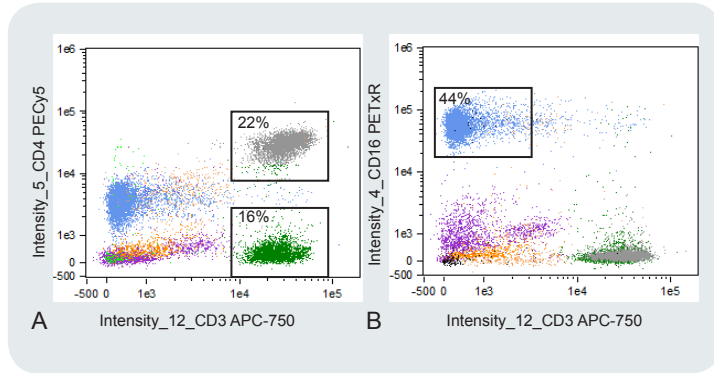 Intensity_5_CD4 PECy5
1e6
1e5
1e4
1e3
0
-500
22%
16%
-500 0 1e3 1e4 1e5
A Intensity_12_CD3 APC-750
Intensity_4_CD16 PETxR
1e6
1e5
1e4
1e3
0
-500
44%
-500 0 1e3 1e4 1e5
B Intensity_12_CD3 APC-750